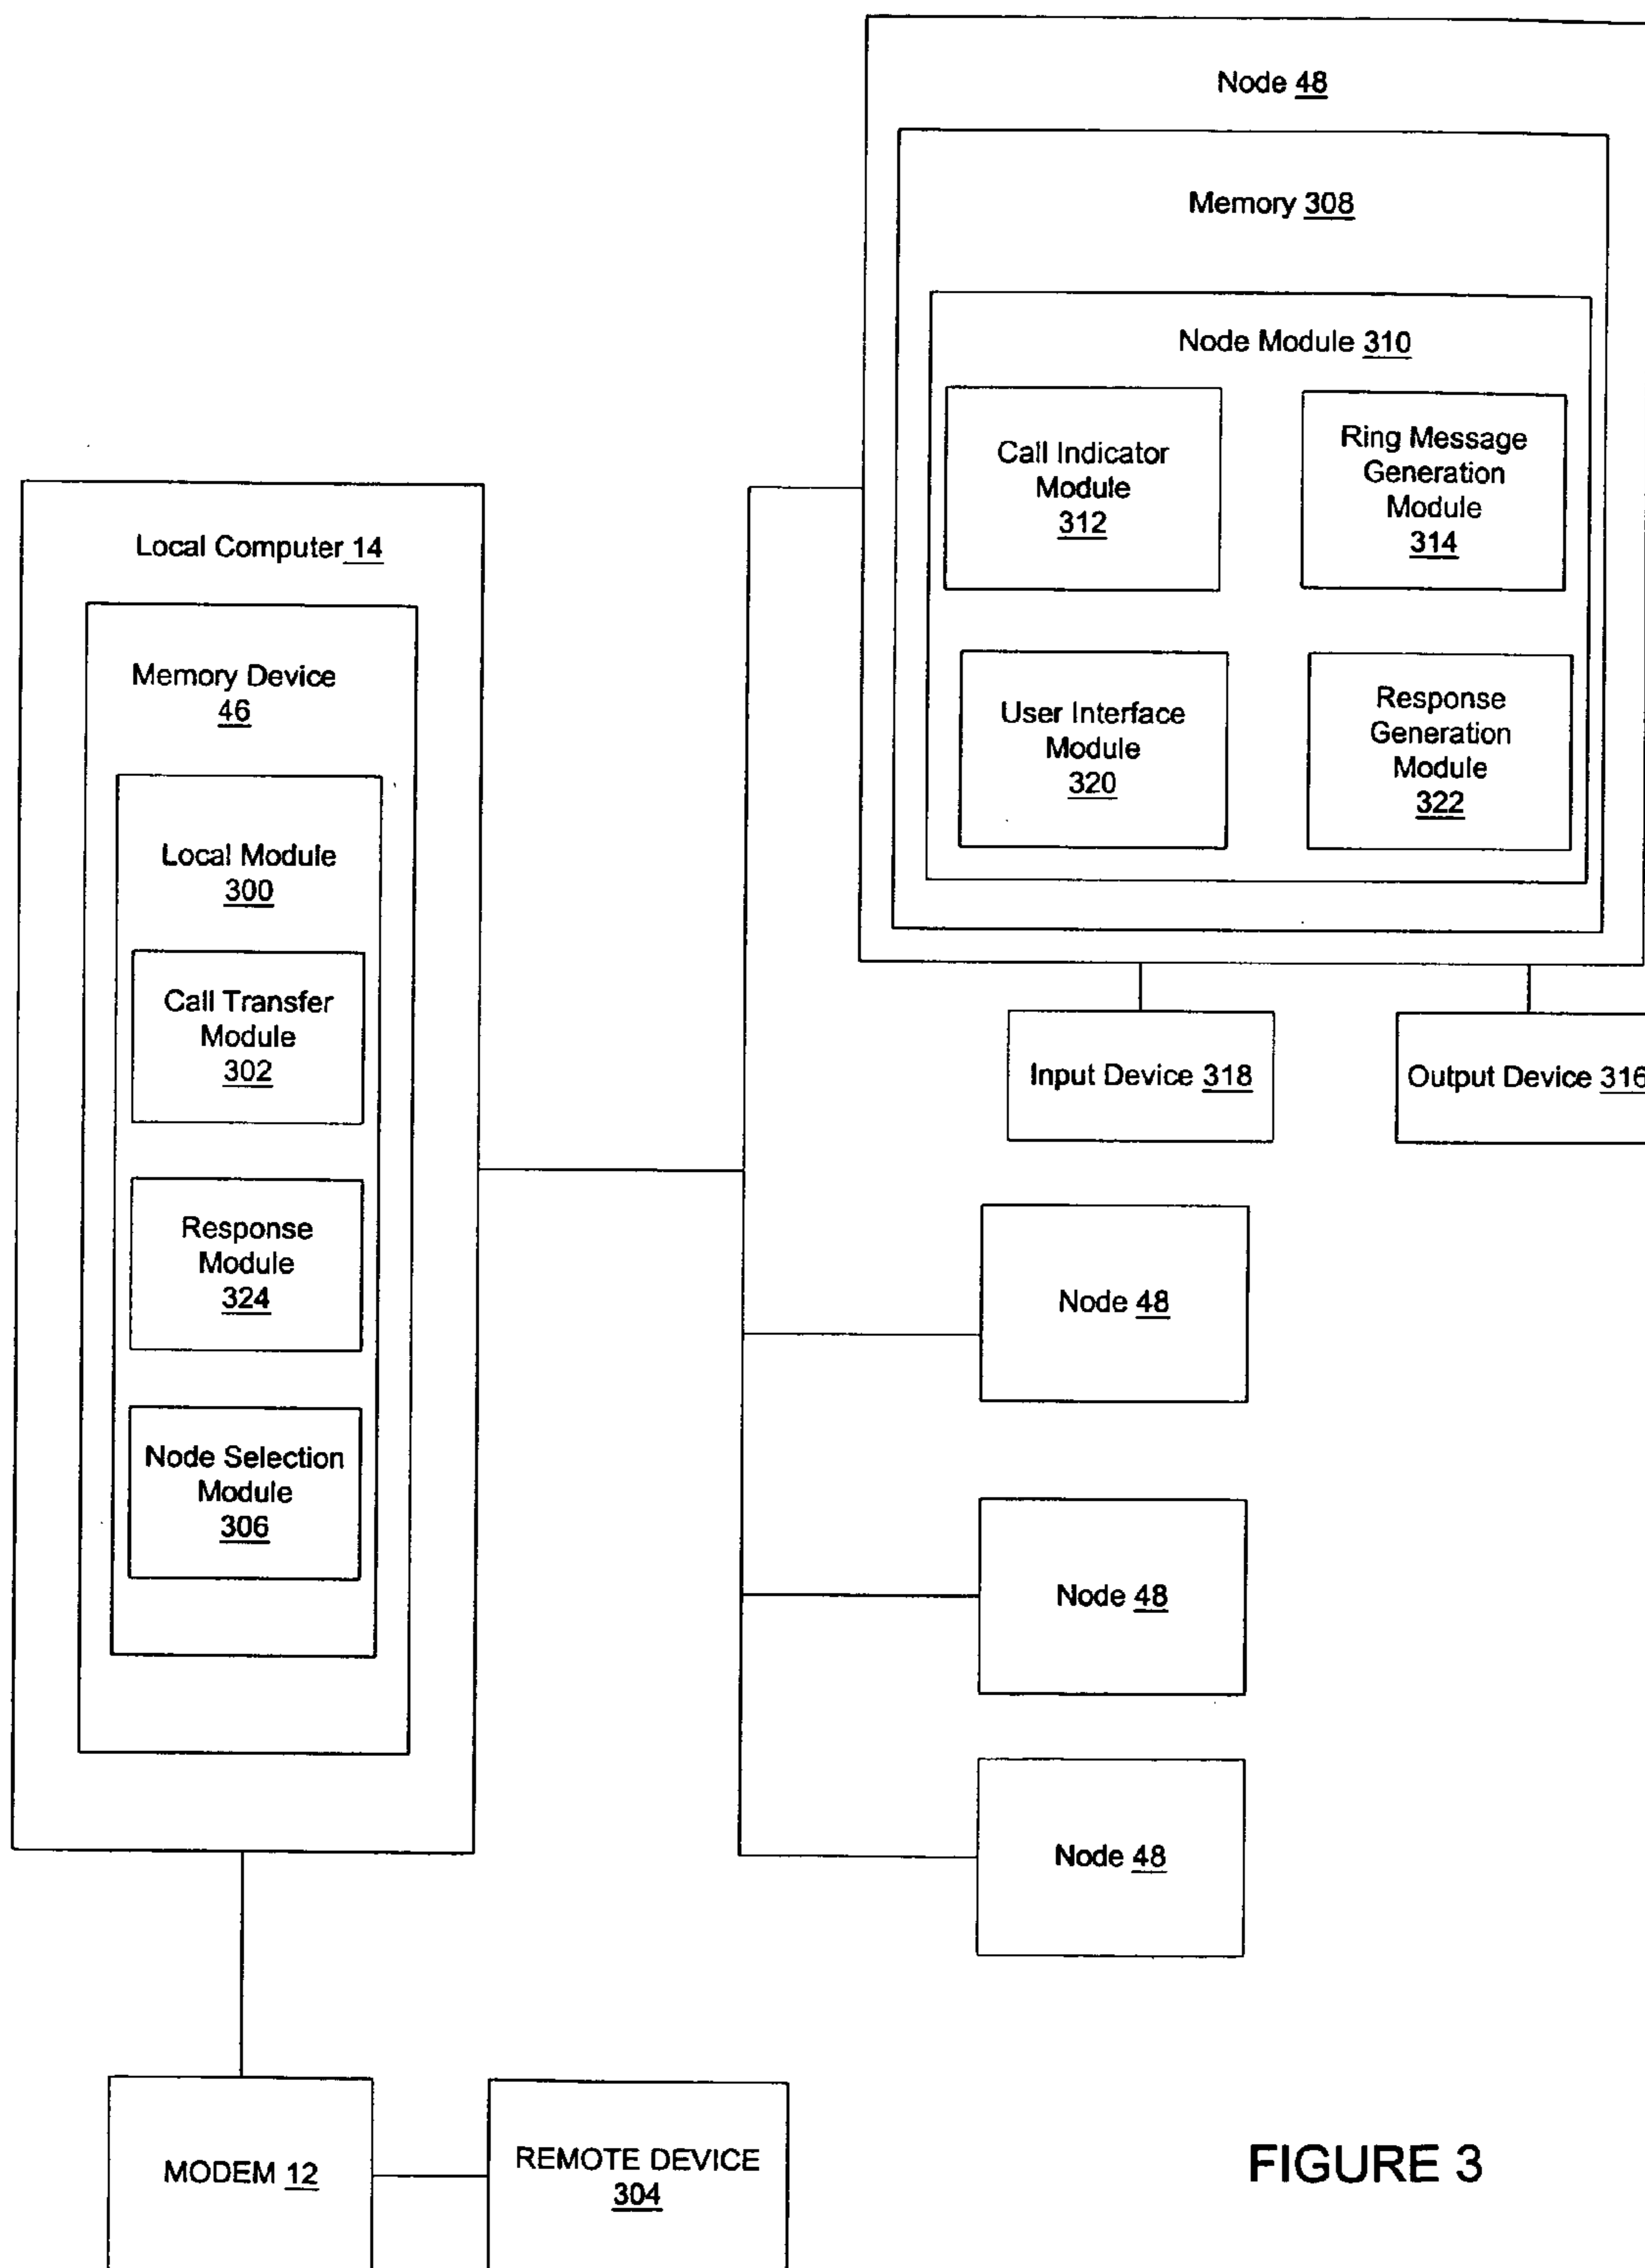 Node 48
Memory 308
Node Module 310
Call Indicator
Module
312
Ring Message
Generation
Module
314
User Interface
Module
320
Response
Generation
Module
322
Input Device 318
Output Device 316
Local Computer 14
Memory Device
46
Local Module
300
Call Transfer
Module
302
Response
Module
324
Node Selection
Module
306
Node 48
Node 48
Node 48
MODEM 12
REMOTE DEVICE
304
FIGURE 3